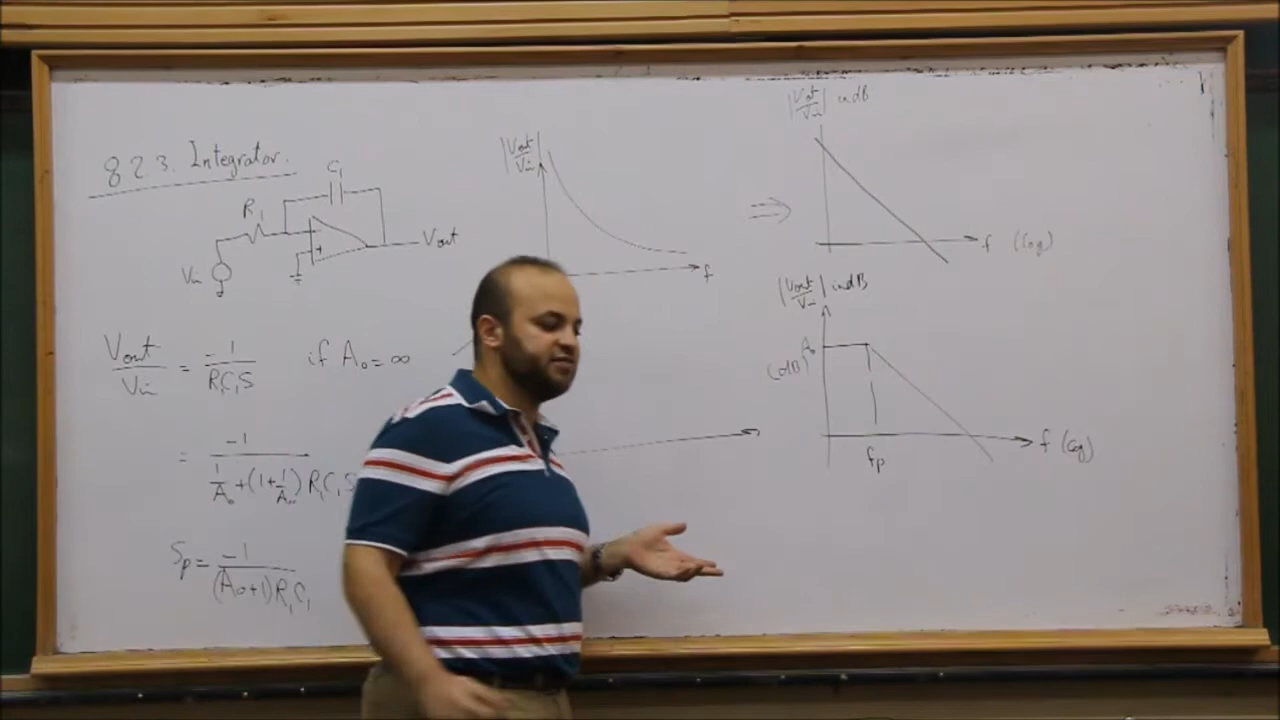 8.2.3. Integrator.
C₁
R₁
-
+
Vout
Vin
Vout/Vin = -1/(R₁C₁S) if A₀ = ∞
= -1/(1/A₀ + (1 + 1/A₀) R₁C₁S
Sp = -1/((A₀+1)R₁C₁
|Vout/Vin|
f
⇒
|Vout/Vin| in dB
f (Log)
|Vout/Vin| in dB
A₀
(dB)
fp
f (Log)